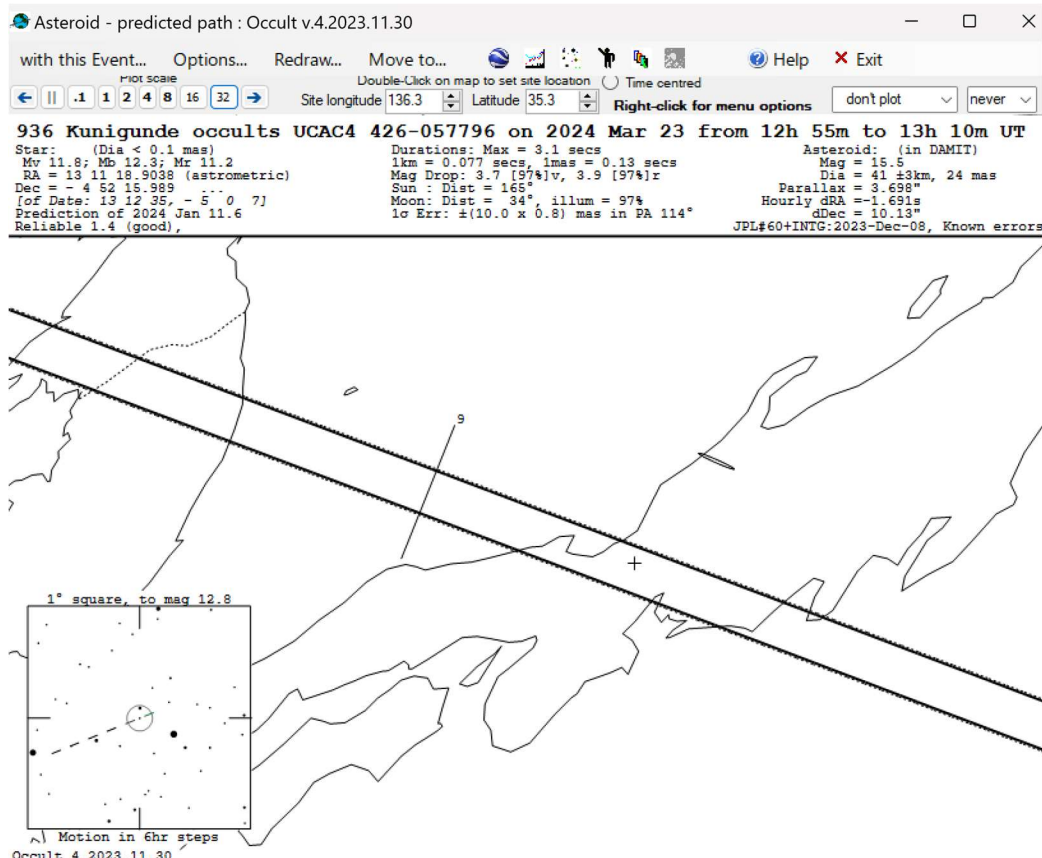 Asteroid - predicted path : Occult v.4.2023.11.30
with this Event... Options... Redraw... Move to... Help Exit
Plot scale
Double-Click on map to set site location Time centred
.1 1 2 4 8 16 32 Site longitude 136.3 Latitude 35.3 Right-click for menu options don't plot never
936 Kunigunde occults UCAC4 426-057796 on 2024 Mar 23 from 12h 55m to 13h 10m UT
Star: (Dia < 0.1 mas)
Mv 11.8; Mb 12.3; Mr 11.2
RA = 13 11 18.9038 (astrometric)
Dec = - 4 52 15.989 ...
[of Date: 13 12 35, - 5 0 7]
Prediction of 2024 Jan 11.6
Reliable 1.4 (good),
Durations: Max = 3.1 secs
1km = 0.077 secs, 1mas = 0.13 secs
Mag Drop: 3.7 [97%]v, 3.9 [97%]r
Sun : Dist = 165°
Moon: Dist = 34°, illum = 97%
1σ Err: ±(10.0 x 0.8) mas in PA 114°
Asteroid: (in DAMIT)
Mag = 15.5
Dia = 41 ±3km, 24 mas
Parallax = 3.698"
Hourly dRA =-1.691s
dDec = 10.13"
JPL#60+INTG:2023-Dec-08, Known errors
9
1° square, to mag 12.8
Motion in 6hr steps
Occult 4.2023.11.30